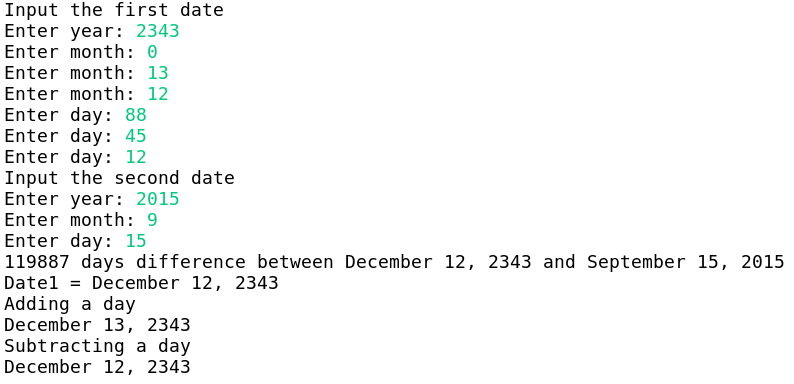 Input the first date
Enter year: 2343
Enter month: 0
Enter month: 13
Enter month: 12
Enter day: 88
Enter day: 45
Enter day: 12
Input the second date
Enter year: 2015
Enter month: 9
Enter day: 15
119887 days difference between December 12, 2343 and September 15, 2015
Date1 = December 12, 2343
Adding a day
December 13, 2343
Subtracting a day
December 12, 2343